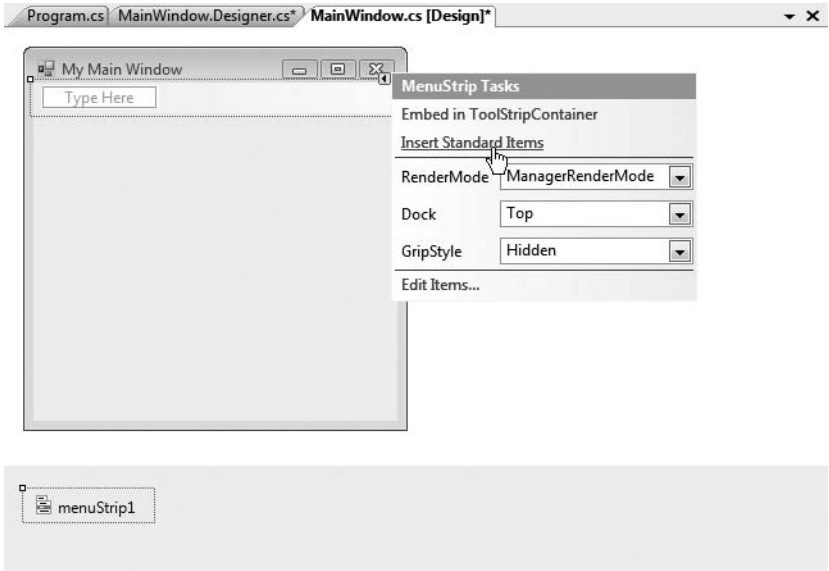 Program.cs MainWindow.Designer.cs* MainWindow.cs [Design]*
My Main Window
Type Here
MenuStrip Tasks
Embed in ToolStripContainer
Insert Standard Items
RenderMode ManagerRenderMode
Dock Top
GripStyle Hidden
Edit Items...
menuStrip1